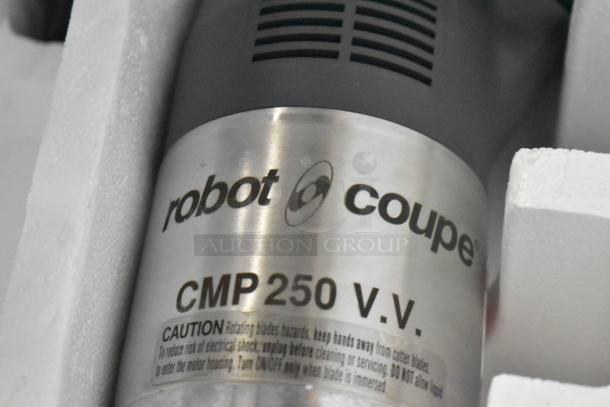 robot coupe®
AUCTION GROUP
CMP 250 V.V.
CAUTION Rotating blades hazards, keep hands away from cutter blades.
To reduce risk of electrical shock, unplug before cleaning or servicing. DO NOT allow liquid
to enter the motor housing. Turn ON/OFF only when blade is immersed.